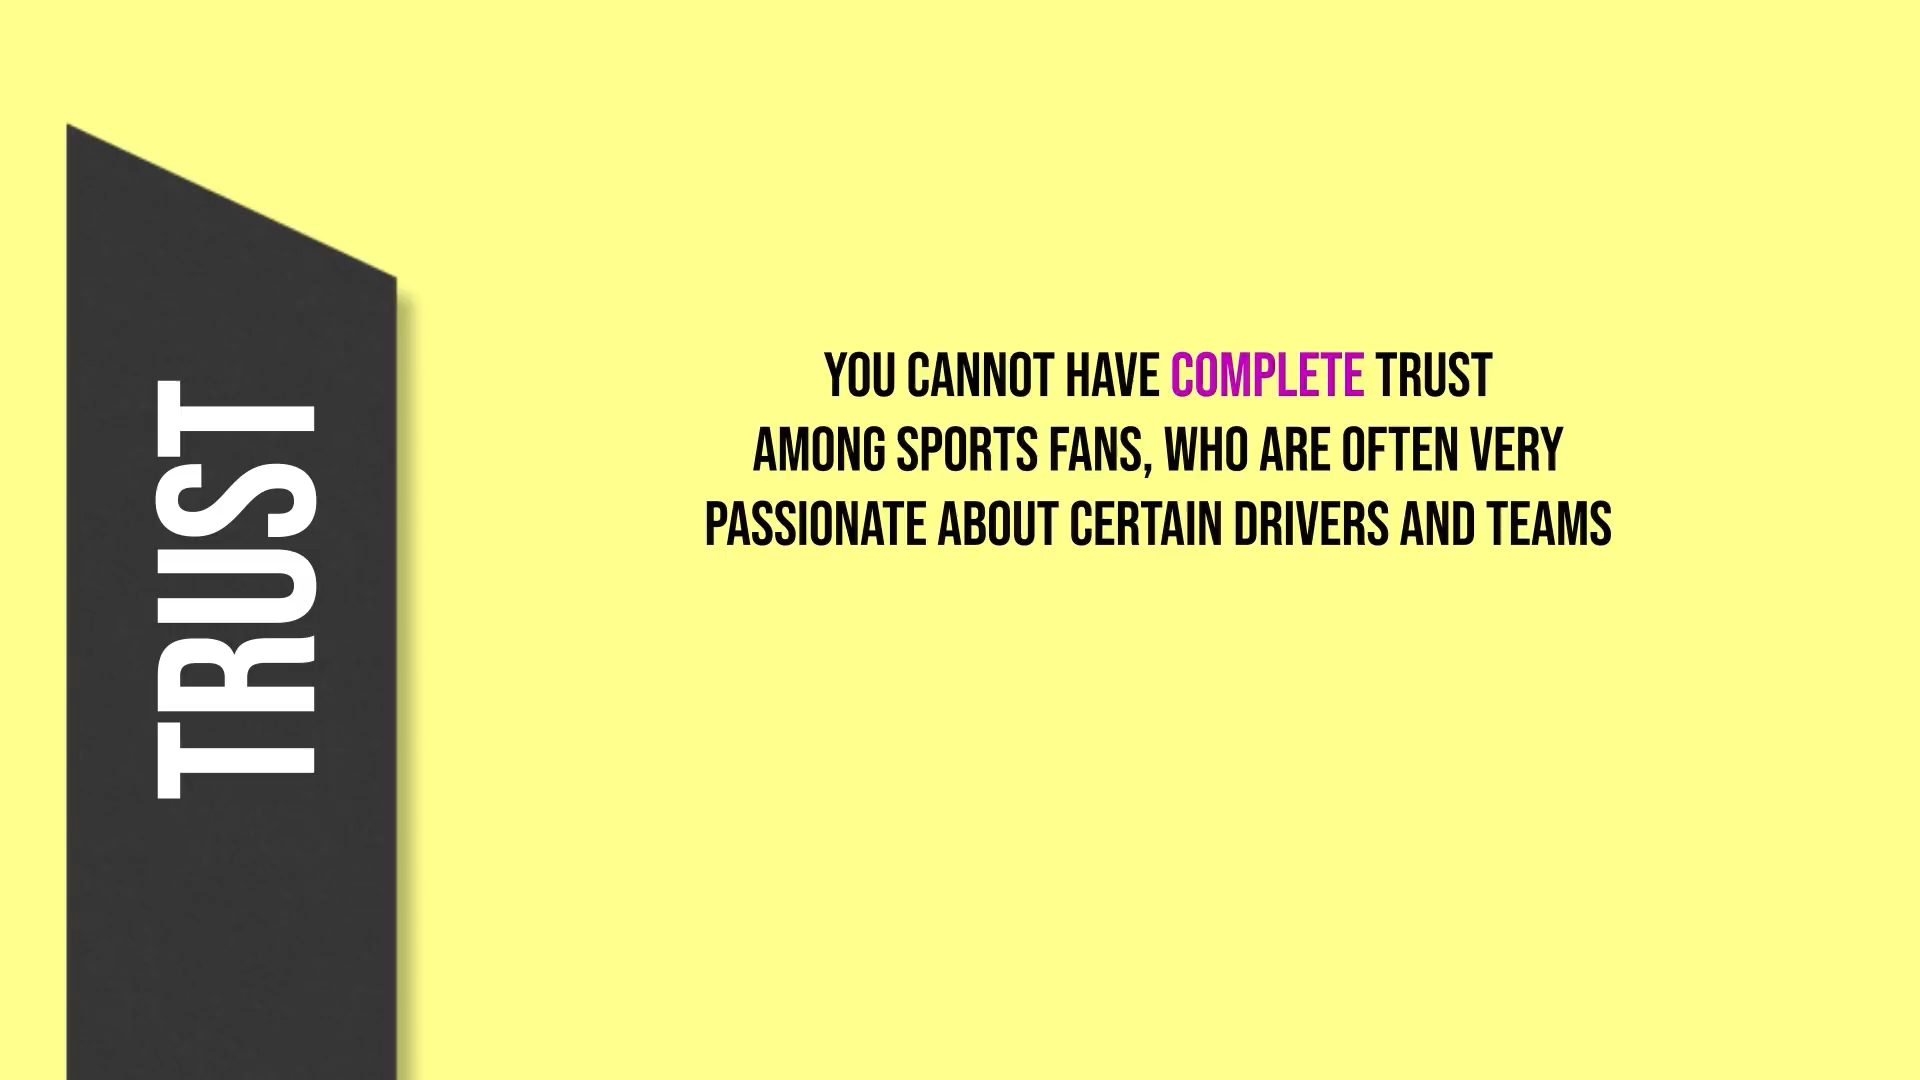 TRUST
YOU CANNOT HAVE COMPLETE TRUST
AMONG SPORTS FANS, WHO ARE OFTEN VERY
PASSIONATE ABOUT CERTAIN DRIVERS AND TEAMS